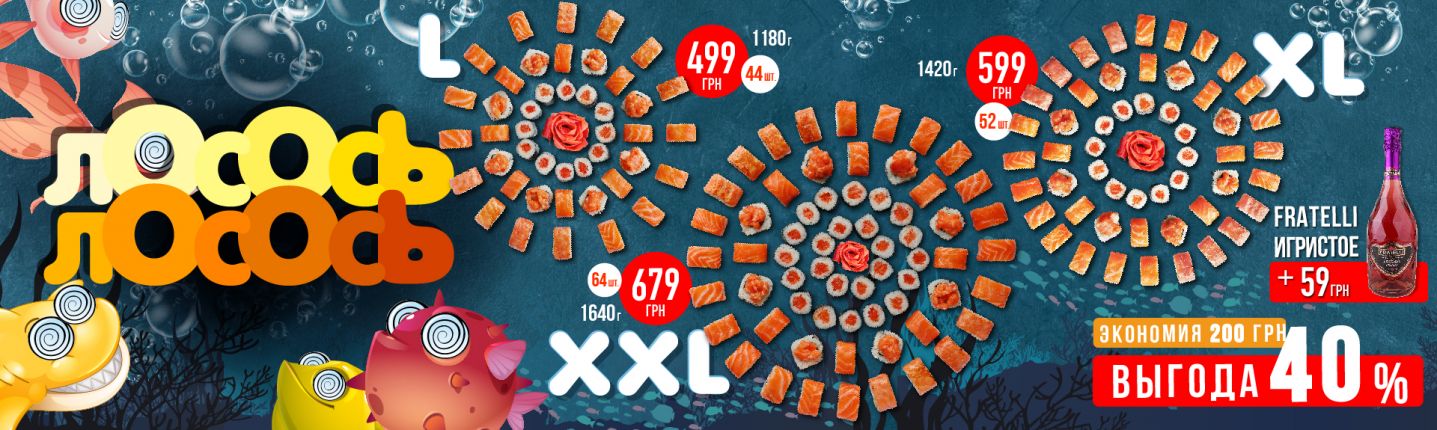 лОсОсЬ
лОсОсЬ
L
499
ГРН
1180г
44 шт.
1420г
599
ГРН
52 шт.
XL
64 шт.
679
ГРН
1640г
XXL
FRATELLI
ИГРИСТОЕ
+ 59 ГРН
ЭКОНОМИЯ 200 ГРН
ВЫГОДА 40 %